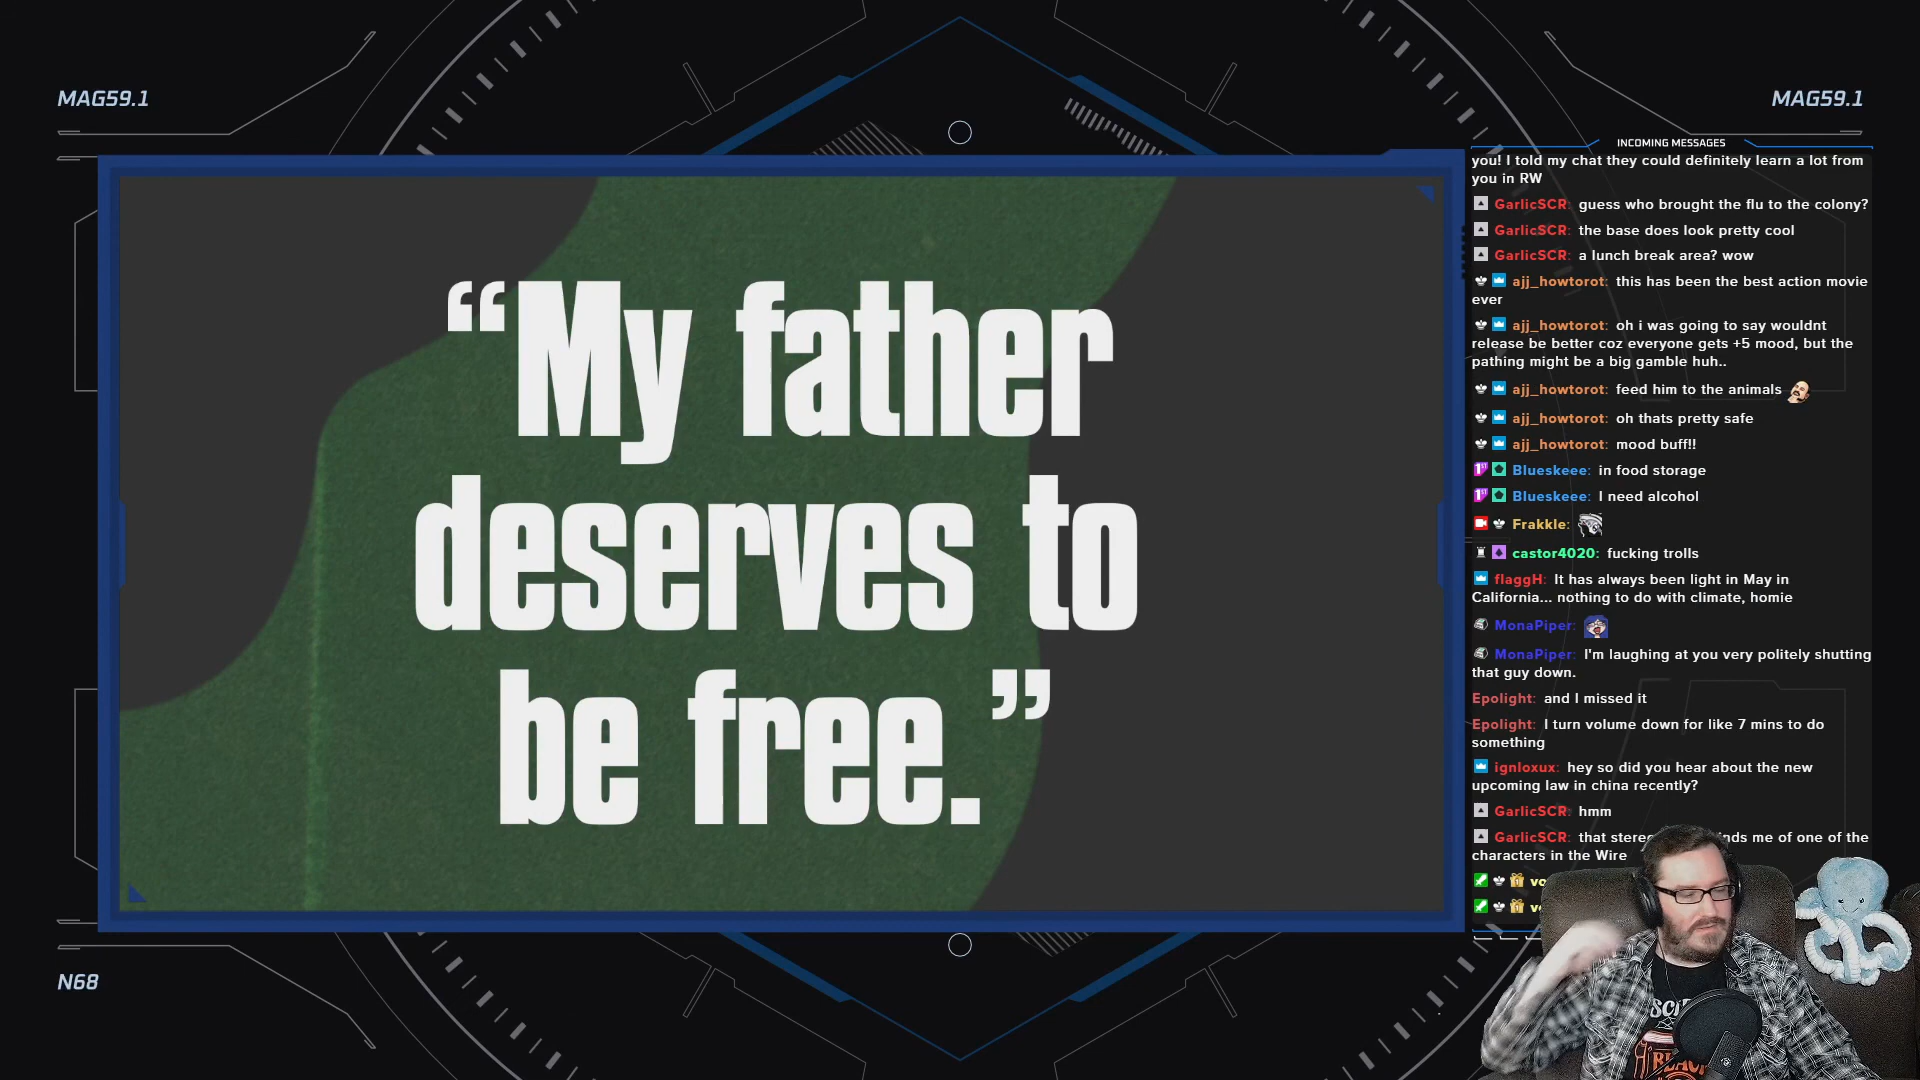 MAG59.1
MAG59.1
“My father
deserves to
be free.”
INCOMING MESSAGES
you! I told my chat they could definitely learn a lot from
you in RW
GarlicSCR: guess who brought the flu to the colony?
GarlicSCR: the base does look pretty cool
GarlicSCR: a lunch break area? wow
ajj_howtorot: this has been the best action movie
ever
ajj_howtorot: oh i was going to say wouldnt
release be better coz everyone gets +5 mood, but the
pathing might be a big gamble huh..
ajj_howtorot: feed him to the animals
ajj_howtorot: oh thats pretty safe
ajj_howtorot: mood buff!!
Blueskeee: in food storage
Blueskeee: I need alcohol
Frakkle:
castor4020: fucking trolls
flaggH: It has always been light in May in
California... nothing to do with climate, homie
MonaPiper:
MonaPiper: I'm laughing at you very politely shutting
that guy down.
Epolight: and I missed it
Epolight: I turn volume down for like 7 mins to do
something
ignloxux: hey so did you hear about the new
upcoming law in china recently?
GarlicSCR: hmm
GarlicSCR: that me of one of the
characters in the Wire
N68